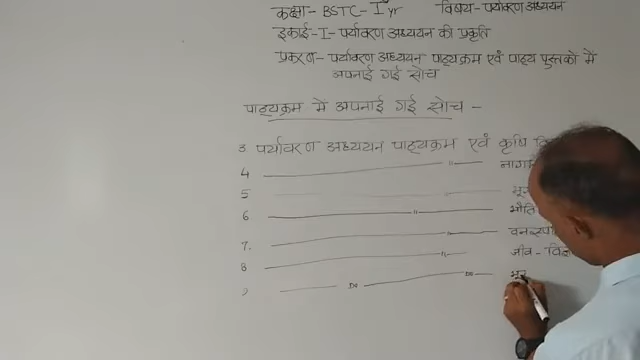 कक्षा- BSTC- I yr विषय- पर्यावरण अध्ययन
इकाई-I- पर्यावरण अध्ययन की प्रकृति
प्रकरण- पर्यावरण अध्ययन पाठ्यक्रम एवं पाठ्य पुस्तकों में
अपनाई गई सोच
पाठ्यक्रम में अपनाई गई सोच -
3 पर्यावरण अध्ययन पाठ्यक्रम एवं कृषि
4 —— " ——
5 ——
6 —— " ——
7. —— " ——
8 —— " —— जीव -
9 —— " —— " ——